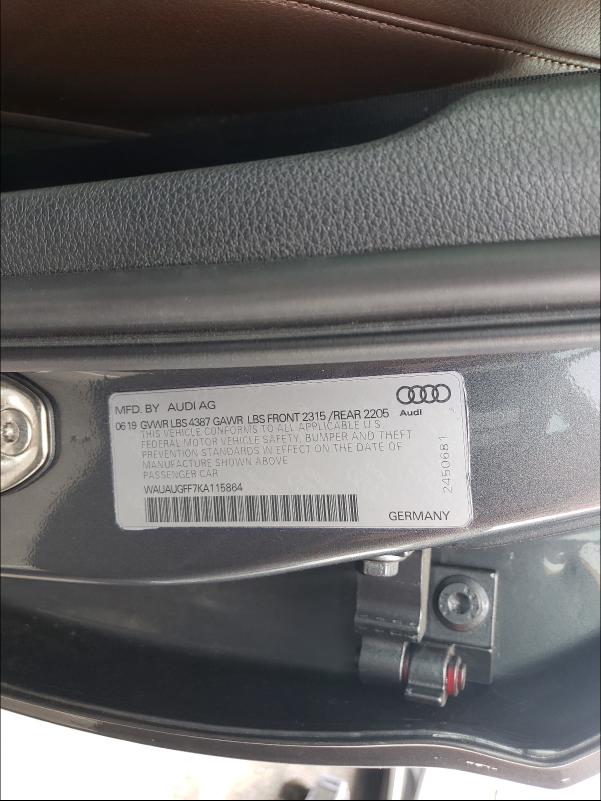 MFD. BY AUDI AG
Audi
06 19 GVWR LBS 4387 GAWR LBS FRONT 2315 /REAR 2205
THIS VEHICLE CONFORMS TO ALL APPLICABLE U.S
FEDERAL MOTOR VEHICLE SAFETY, BUMPER AND THEFT
PREVENTION STANDARDS IN EFFECT ON THE DATE OF
MANUFACTURE SHOWN ABOVE
PASSENGER CAR
WAUAUGFF7KA115864
GERMANY
2450681